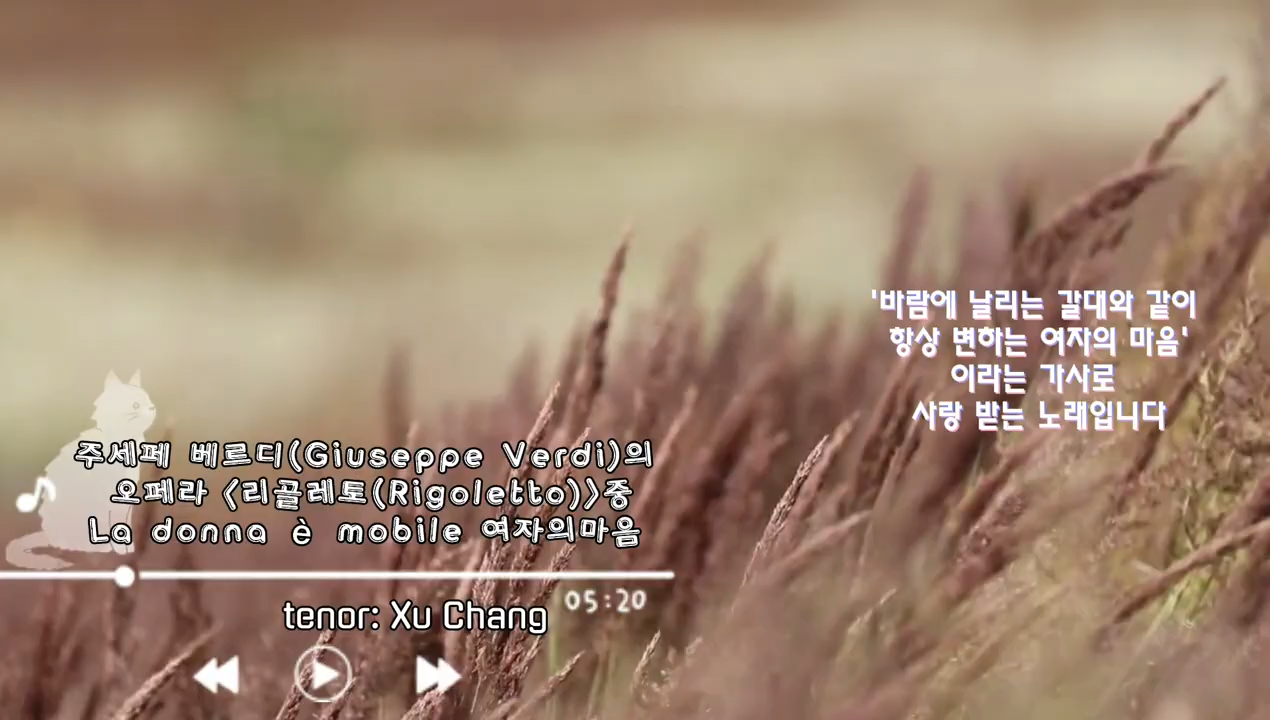 '바람에 날리는 갈대와 같이
항상 변하는 여자의 마음'
이라는 가사로
사랑 받는 노래입니다
주세페 베르디(Giuseppe Verdi)의
오페라 <리골레토(Rigoletto)>중
La donna è mobile 여자의마음
05:20
tenor: Xu Chang